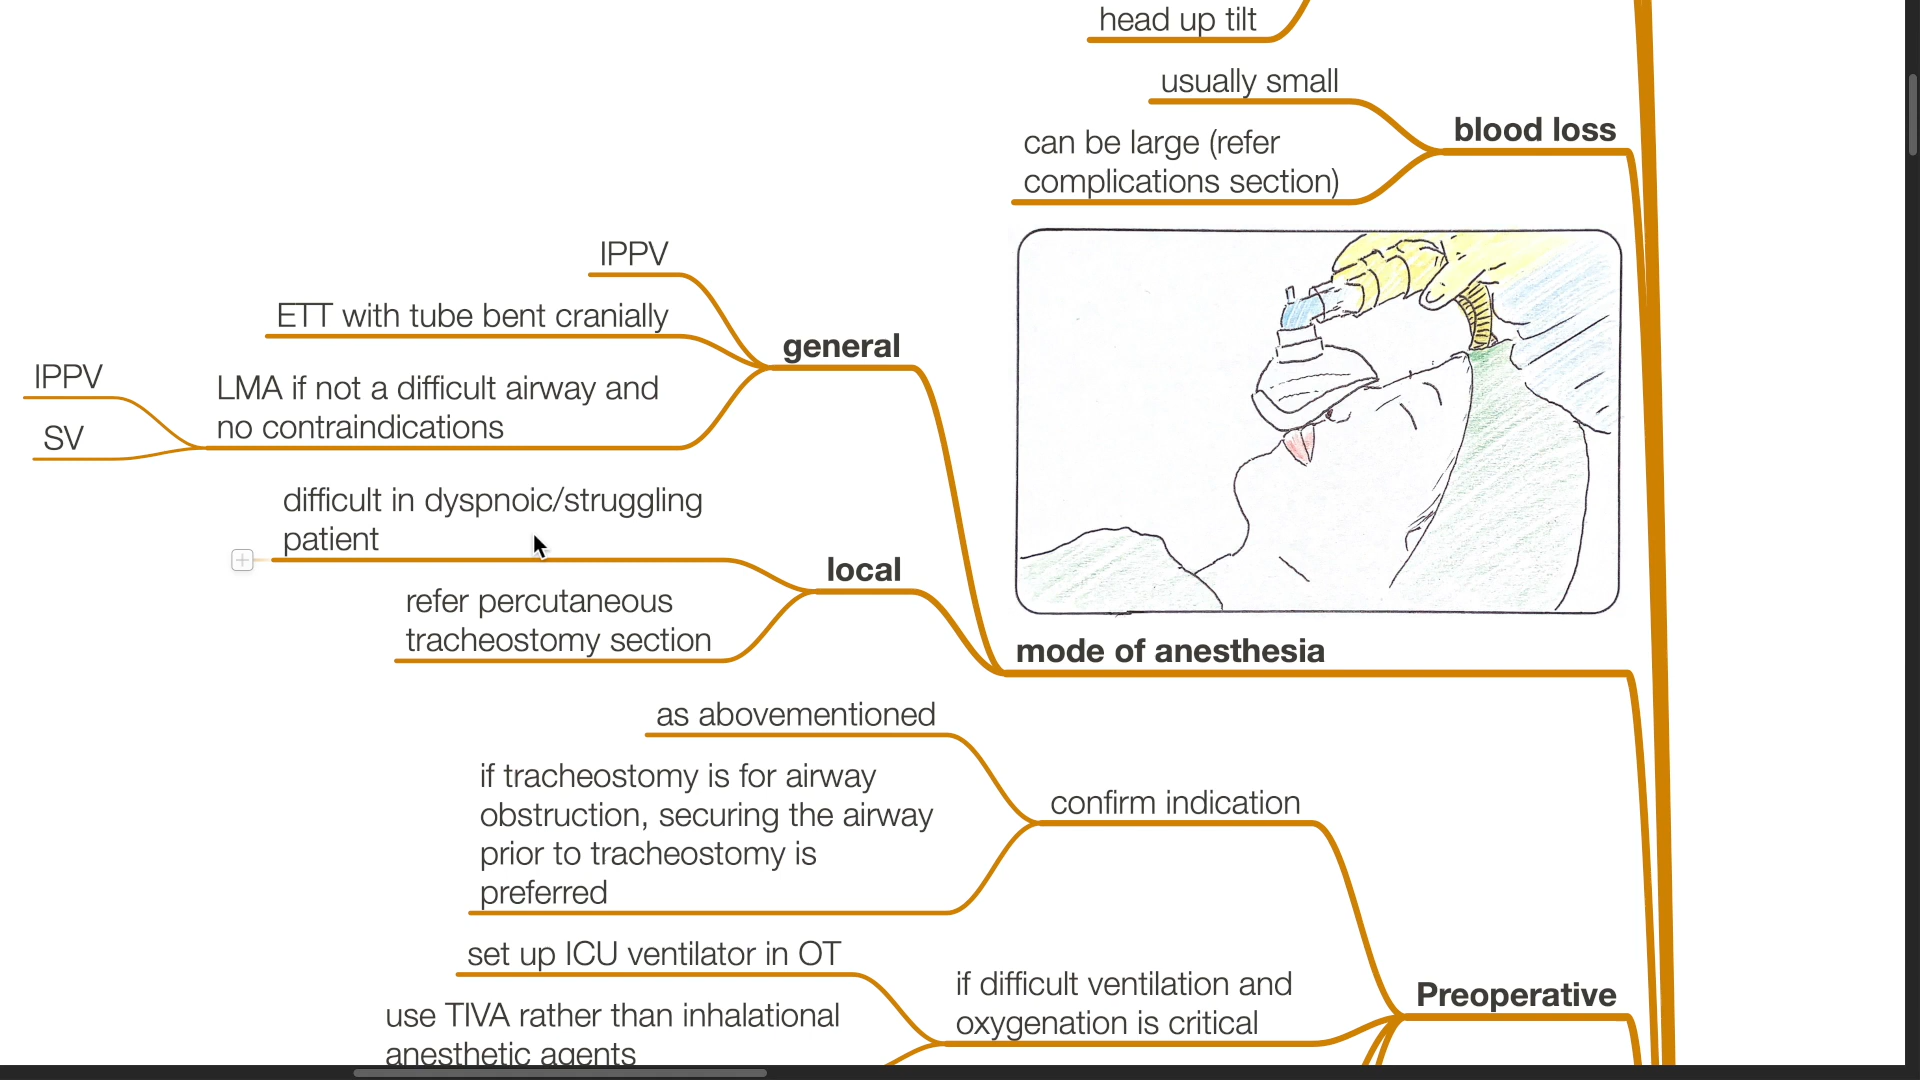 head up tilt
usually small
blood loss
can be large (refer
complications section)
IPPV
ETT with tube bent cranially
general
IPPV
LMA if not a difficult airway and
no contraindications
SV
difficult in dyspnoic/struggling
patient
local
refer percutaneous
tracheostomy section
mode of anesthesia
as abovementioned
if tracheostomy is for airway
obstruction, securing the airway
prior to tracheostomy is
preferred
confirm indication
set up ICU ventilator in OT
if difficult ventilation and
oxygenation is critical
Preoperative
use TIVA rather than inhalational
anesthetic agents